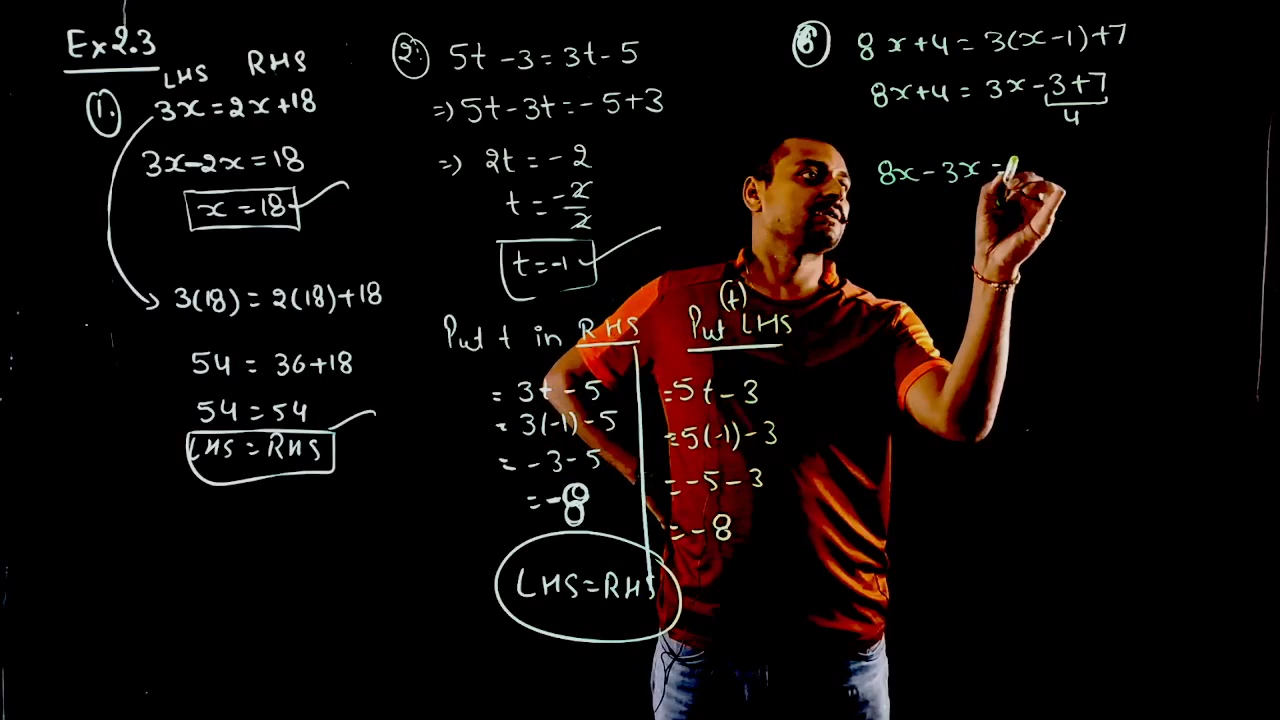 Ex 2.3
LHS RHS
1. 3x = 2x+18
3x-2x = 18
x = 18
3(18) = 2(18)+18
54 = 36+18
54 = 54
LHS = RHS
2. 5t - 3 = 3t - 5
=> 5t - 3t = - 5 + 3
=> 2t = - 2
t = -2/2
t = -1
Put t in RHS
= 3t - 5
= 3(-1) - 5
= - 3 - 5
= - 8
(t)
Put LHS
= 5t - 3
= 5(-1) - 3
= - 5 - 3
= - 8
LHS = RHS
8x+4 = 3(x-1)+7
8x+4 = 3x - 3+7
4
8x - 3x =